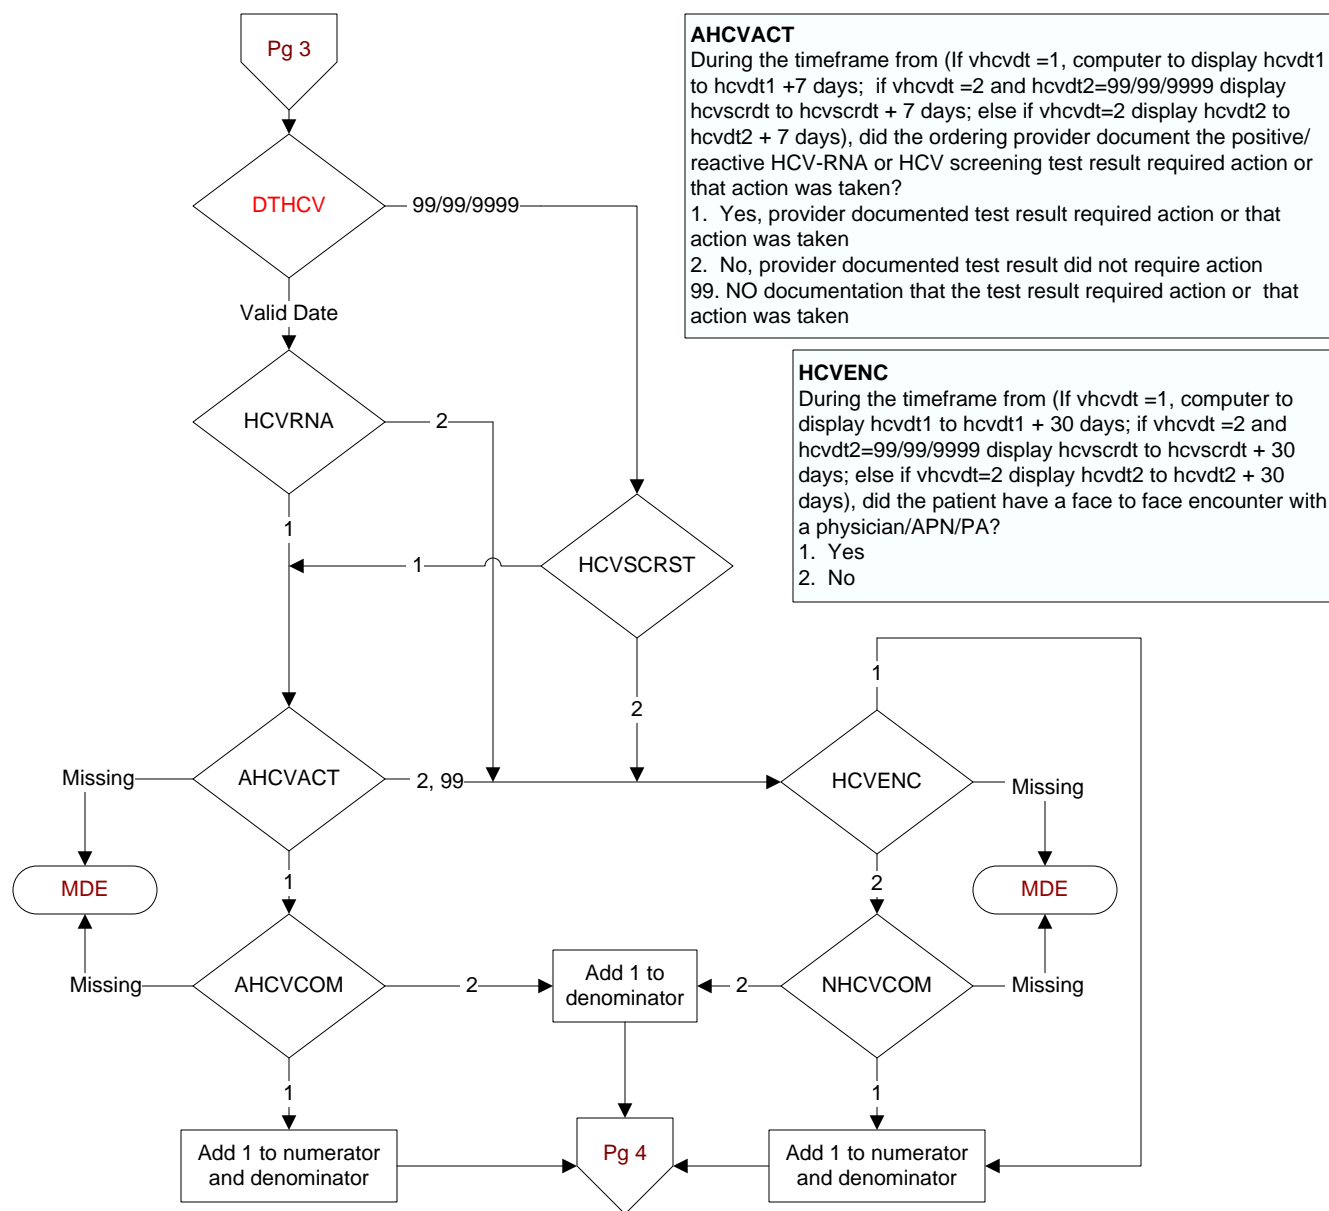 Pg 3
AHCVACT
During the timeframe from (If vhcvdt =1, computer to display hcvdt1
to hcvdt1 +7 days;  if vhcvdt =2 and hcvdt2=99/99/9999 display
hcvscrdt to hcvscrdt + 7 days; else if vhcvdt=2 display hcvdt2 to
hcvdt2 + 7 days), did the ordering provider document the positive/
reactive HCV-RNA or HCV screening test result required action or
that action was taken?
1.  Yes, provider documented test result required action or that
action was taken
2.  No, provider documented test result did not require action
99. NO documentation that the test result required action or  that
action was taken
DTHCV
99/99/9999
Valid Date
HCVENC
During the timeframe from (If vhcvdt =1, computer to
display hcvdt1 to hcvdt1 + 30 days; if vhcvdt =2 and
hcvdt2=99/99/9999 display hcvscrdt to hcvscrdt + 30
days; else if vhcvdt=2 display hcvdt2 to hcvdt2 + 30
days), did the patient have a face to face encounter with
a physician/APN/PA?
1.  Yes
2.  No
HCVRNA
2
1
HCVSCRST
1
2
1
Missing
AHCVACT
2, 99
HCVENC
Missing
MDE
1
2
MDE
Missing
AHCVCOM
2
Add 1 to
denominator
2
NHCVCOM
Missing
1
1
Add 1 to numerator
and denominator
Pg 4
Add 1 to numerator
and denominator